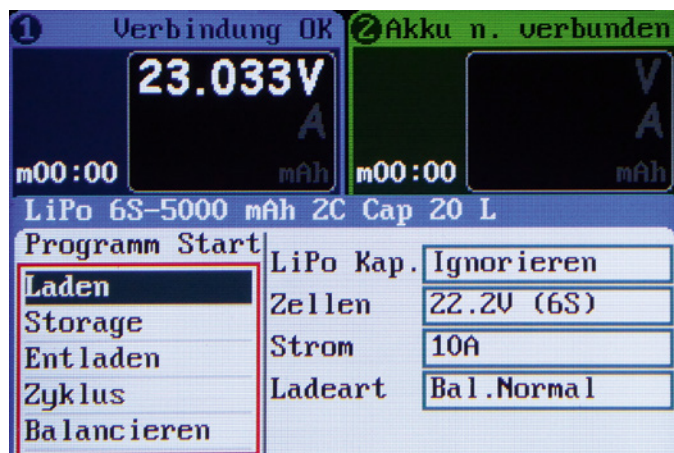 1 Verbindung OK
23.033V
A
m00:00 mAh
2 Akku n. verbunden
V
A
m00:00 mAh
LiPo 6S-5000 mAh 2C Cap 20 L
Programm Start
Laden
Storage
Entladen
Zyklus
Balancieren
LiPo Kap. Ignorieren
Zellen 22.2V (6S)
Strom 10A
Ladeart Bal.Normal